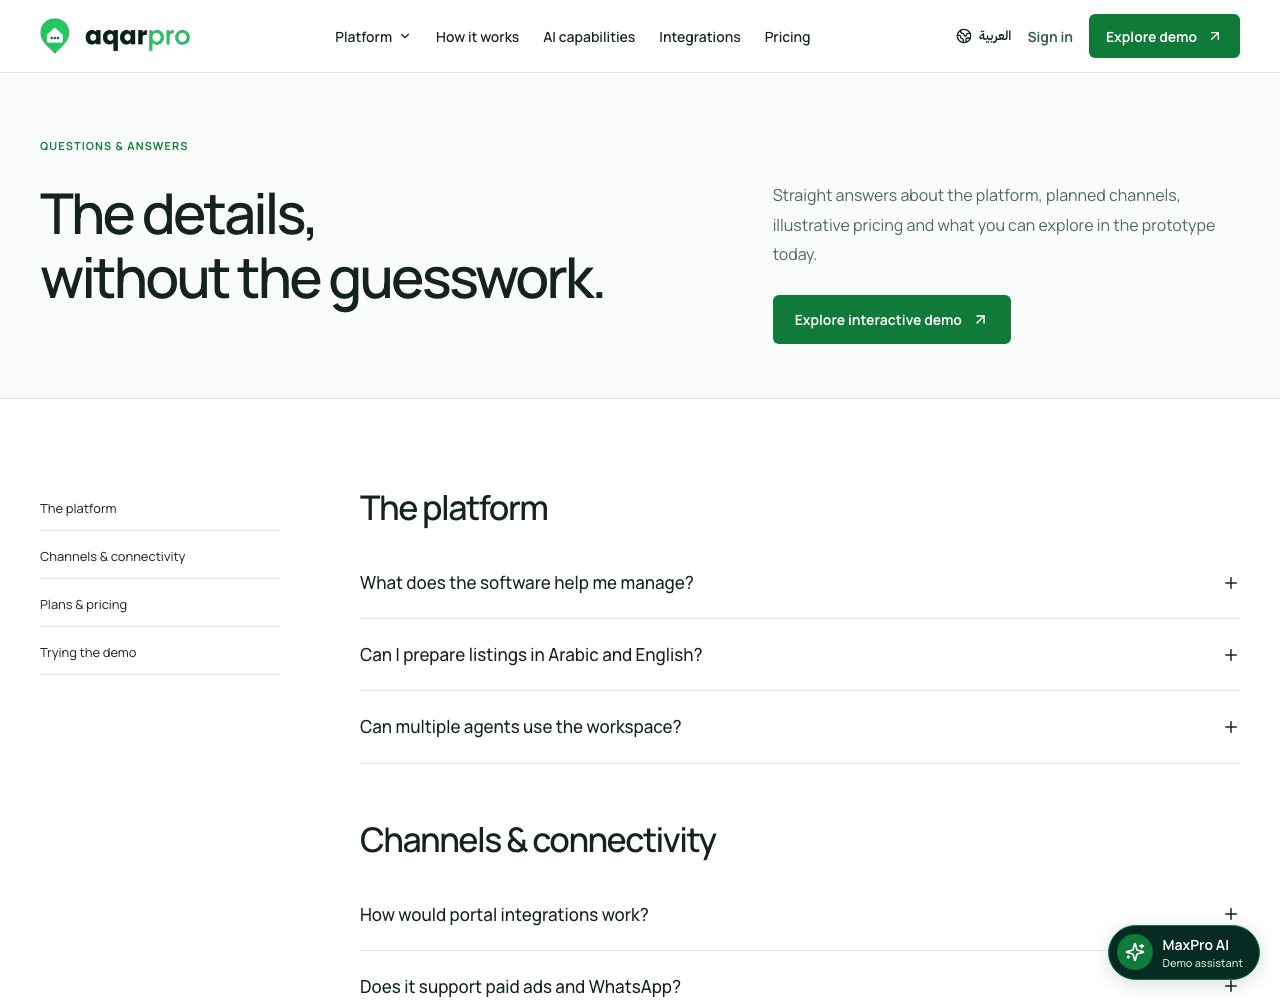 aqarpro
Platform
How it works
AI capabilities
Integrations
Pricing
العربية
Sign in
Explore demo
QUESTIONS & ANSWERS
The details,
without the guesswork.
Straight answers about the platform, planned channels,
illustrative pricing and what you can explore in the prototype
today.
Explore interactive demo
The platform
Channels & connectivity
Plans & pricing
Trying the demo
The platform
What does the software help me manage?
Can I prepare listings in Arabic and English?
Can multiple agents use the workspace?
Channels & connectivity
How would portal integrations work?
Does it support paid ads and WhatsApp?
MaxPro AI
Demo assistant